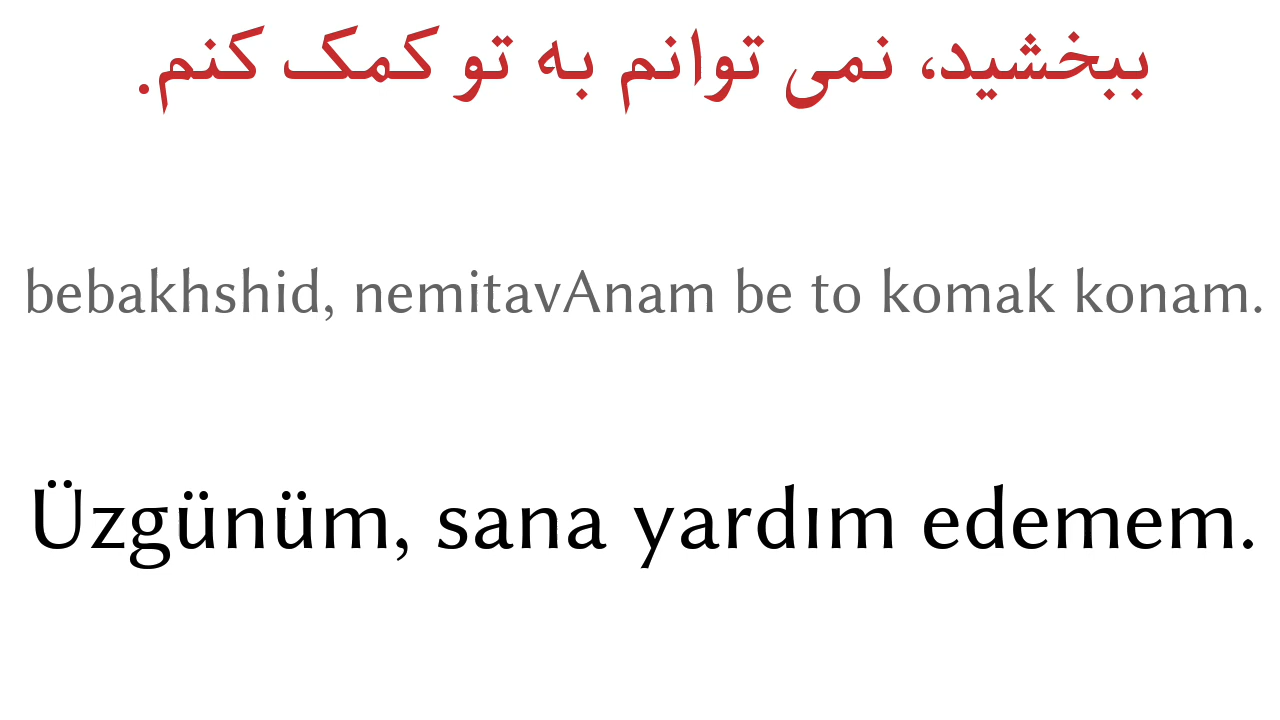 ببخشید، نمی توانم به تو کمک کنم.
bebakhshid, nemitavAnam be to komak konam.
Üzgünüm, sana yardım edemem.